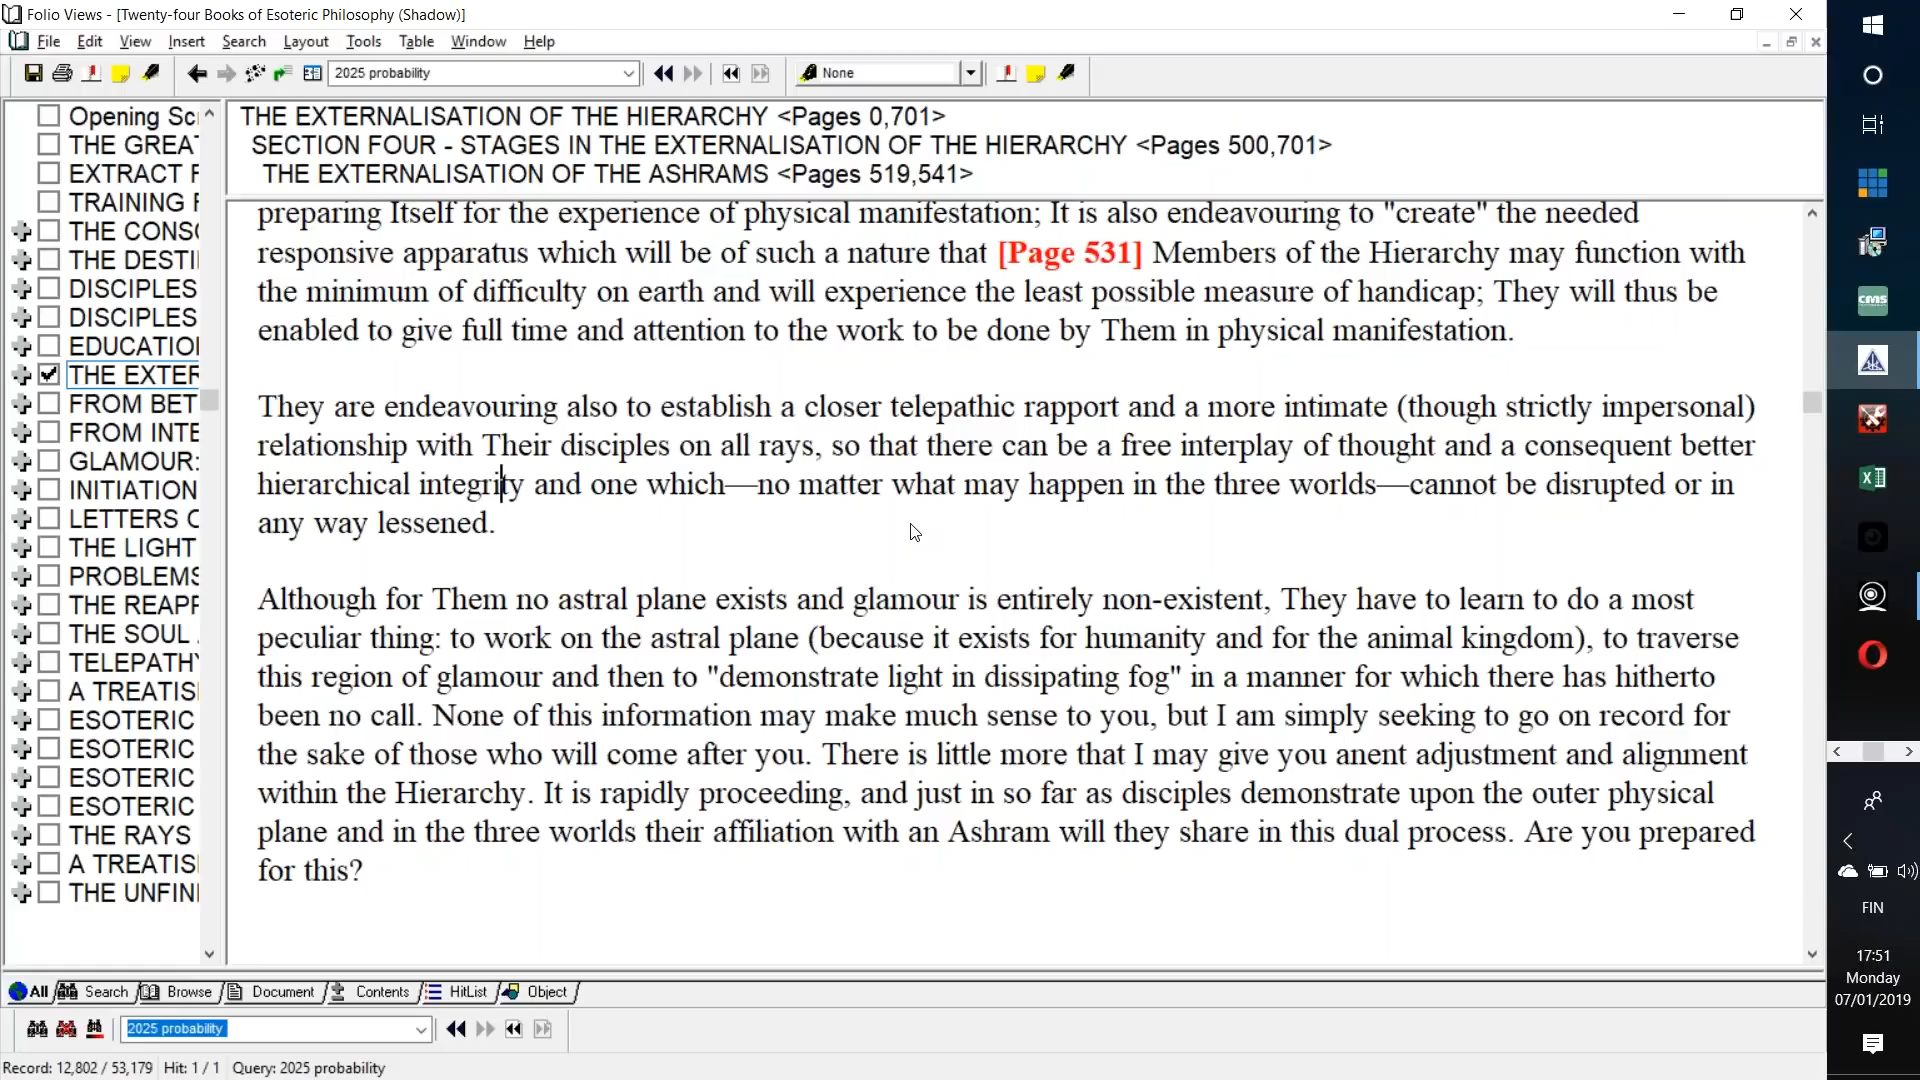 Folio Views - [Twenty-four Books of Esoteric Philosophy (Shadow)]
File Edit View Insert Search Layout Tools Table Window Help
2025 probability
None
Opening Scr
THE GREAT
EXTRACT F
TRAINING F
THE CONSC
THE DESTI
DISCIPLES
DISCIPLES
EDUCATIO
THE EXTER
FROM BET
FROM INTE
GLAMOUR:
INITIATION
LETTERS O
THE LIGHT
PROBLEMS
THE REAPP
THE SOUL
TELEPATHY
A TREATIS
ESOTERIC
ESOTERIC
ESOTERIC
ESOTERIC
THE RAYS
A TREATIS
THE UNFIN
THE EXTERNALISATION OF THE HIERARCHY <Pages 0,701>
SECTION FOUR - STAGES IN THE EXTERNALISATION OF THE HIERARCHY <Pages 500,701>
THE EXTERNALISATION OF THE ASHRAMS <Pages 519,541>
preparing Itself for the experience of physical manifestation; It is also endeavouring to "create" the needed
responsive apparatus which will be of such a nature that [Page 531] Members of the Hierarchy may function with
the minimum of difficulty on earth and will experience the least possible measure of handicap; They will thus be
enabled to give full time and attention to the work to be done by Them in physical manifestation.
They are endeavouring also to establish a closer telepathic rapport and a more intimate (though strictly impersonal)
relationship with Their disciples on all rays, so that there can be a free interplay of thought and a consequent better
hierarchical integrity and one which—no matter what may happen in the three worlds—cannot be disrupted or in
any way lessened.
Although for Them no astral plane exists and glamour is entirely non-existent, They have to learn to do a most
peculiar thing: to work on the astral plane (because it exists for humanity and for the animal kingdom), to traverse
this region of glamour and then to "demonstrate light in dissipating fog" in a manner for which there has hitherto
been no call. None of this information may make much sense to you, but I am simply seeking to go on record for
the sake of those who will come after you. There is little more that I may give you anent adjustment and alignment
within the Hierarchy. It is rapidly proceeding, and just in so far as disciples demonstrate upon the outer physical
plane and in the three worlds their affiliation with an Ashram will they share in this dual process. Are you prepared
for this?
All Search Browse Document Contents HitList Object
2025 probability
Record: 12,802 / 53,179 Hit: 1 / 1 Query: 2025 probability
cms
FIN
17:51
Monday
07/01/2019